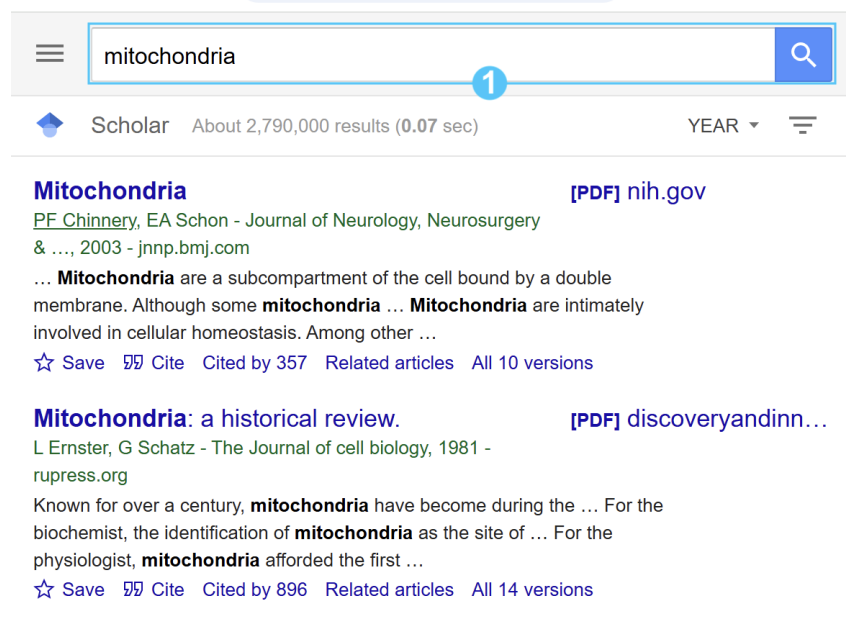 mitochondria
1
Scholar About 2,790,000 results (0.07 sec) YEAR
Mitochondria [PDF] nih.gov
PF Chinnery, EA Schon - Journal of Neurology, Neurosurgery
& …, 2003 - jnnp.bmj.com
… Mitochondria are a subcompartment of the cell bound by a double
membrane. Although some mitochondria … Mitochondria are intimately
involved in cellular homeostasis. Among other …
Save Cite Cited by 357 Related articles All 10 versions
Mitochondria: a historical review. [PDF] discoveryandinn…
L Ernster, G Schatz - The Journal of cell biology, 1981 -
rupress.org
Known for over a century, mitochondria have become during the … For the
biochemist, the identification of mitochondria as the site of … For the
physiologist, mitochondria afforded the first …
Save Cite Cited by 896 Related articles All 14 versions